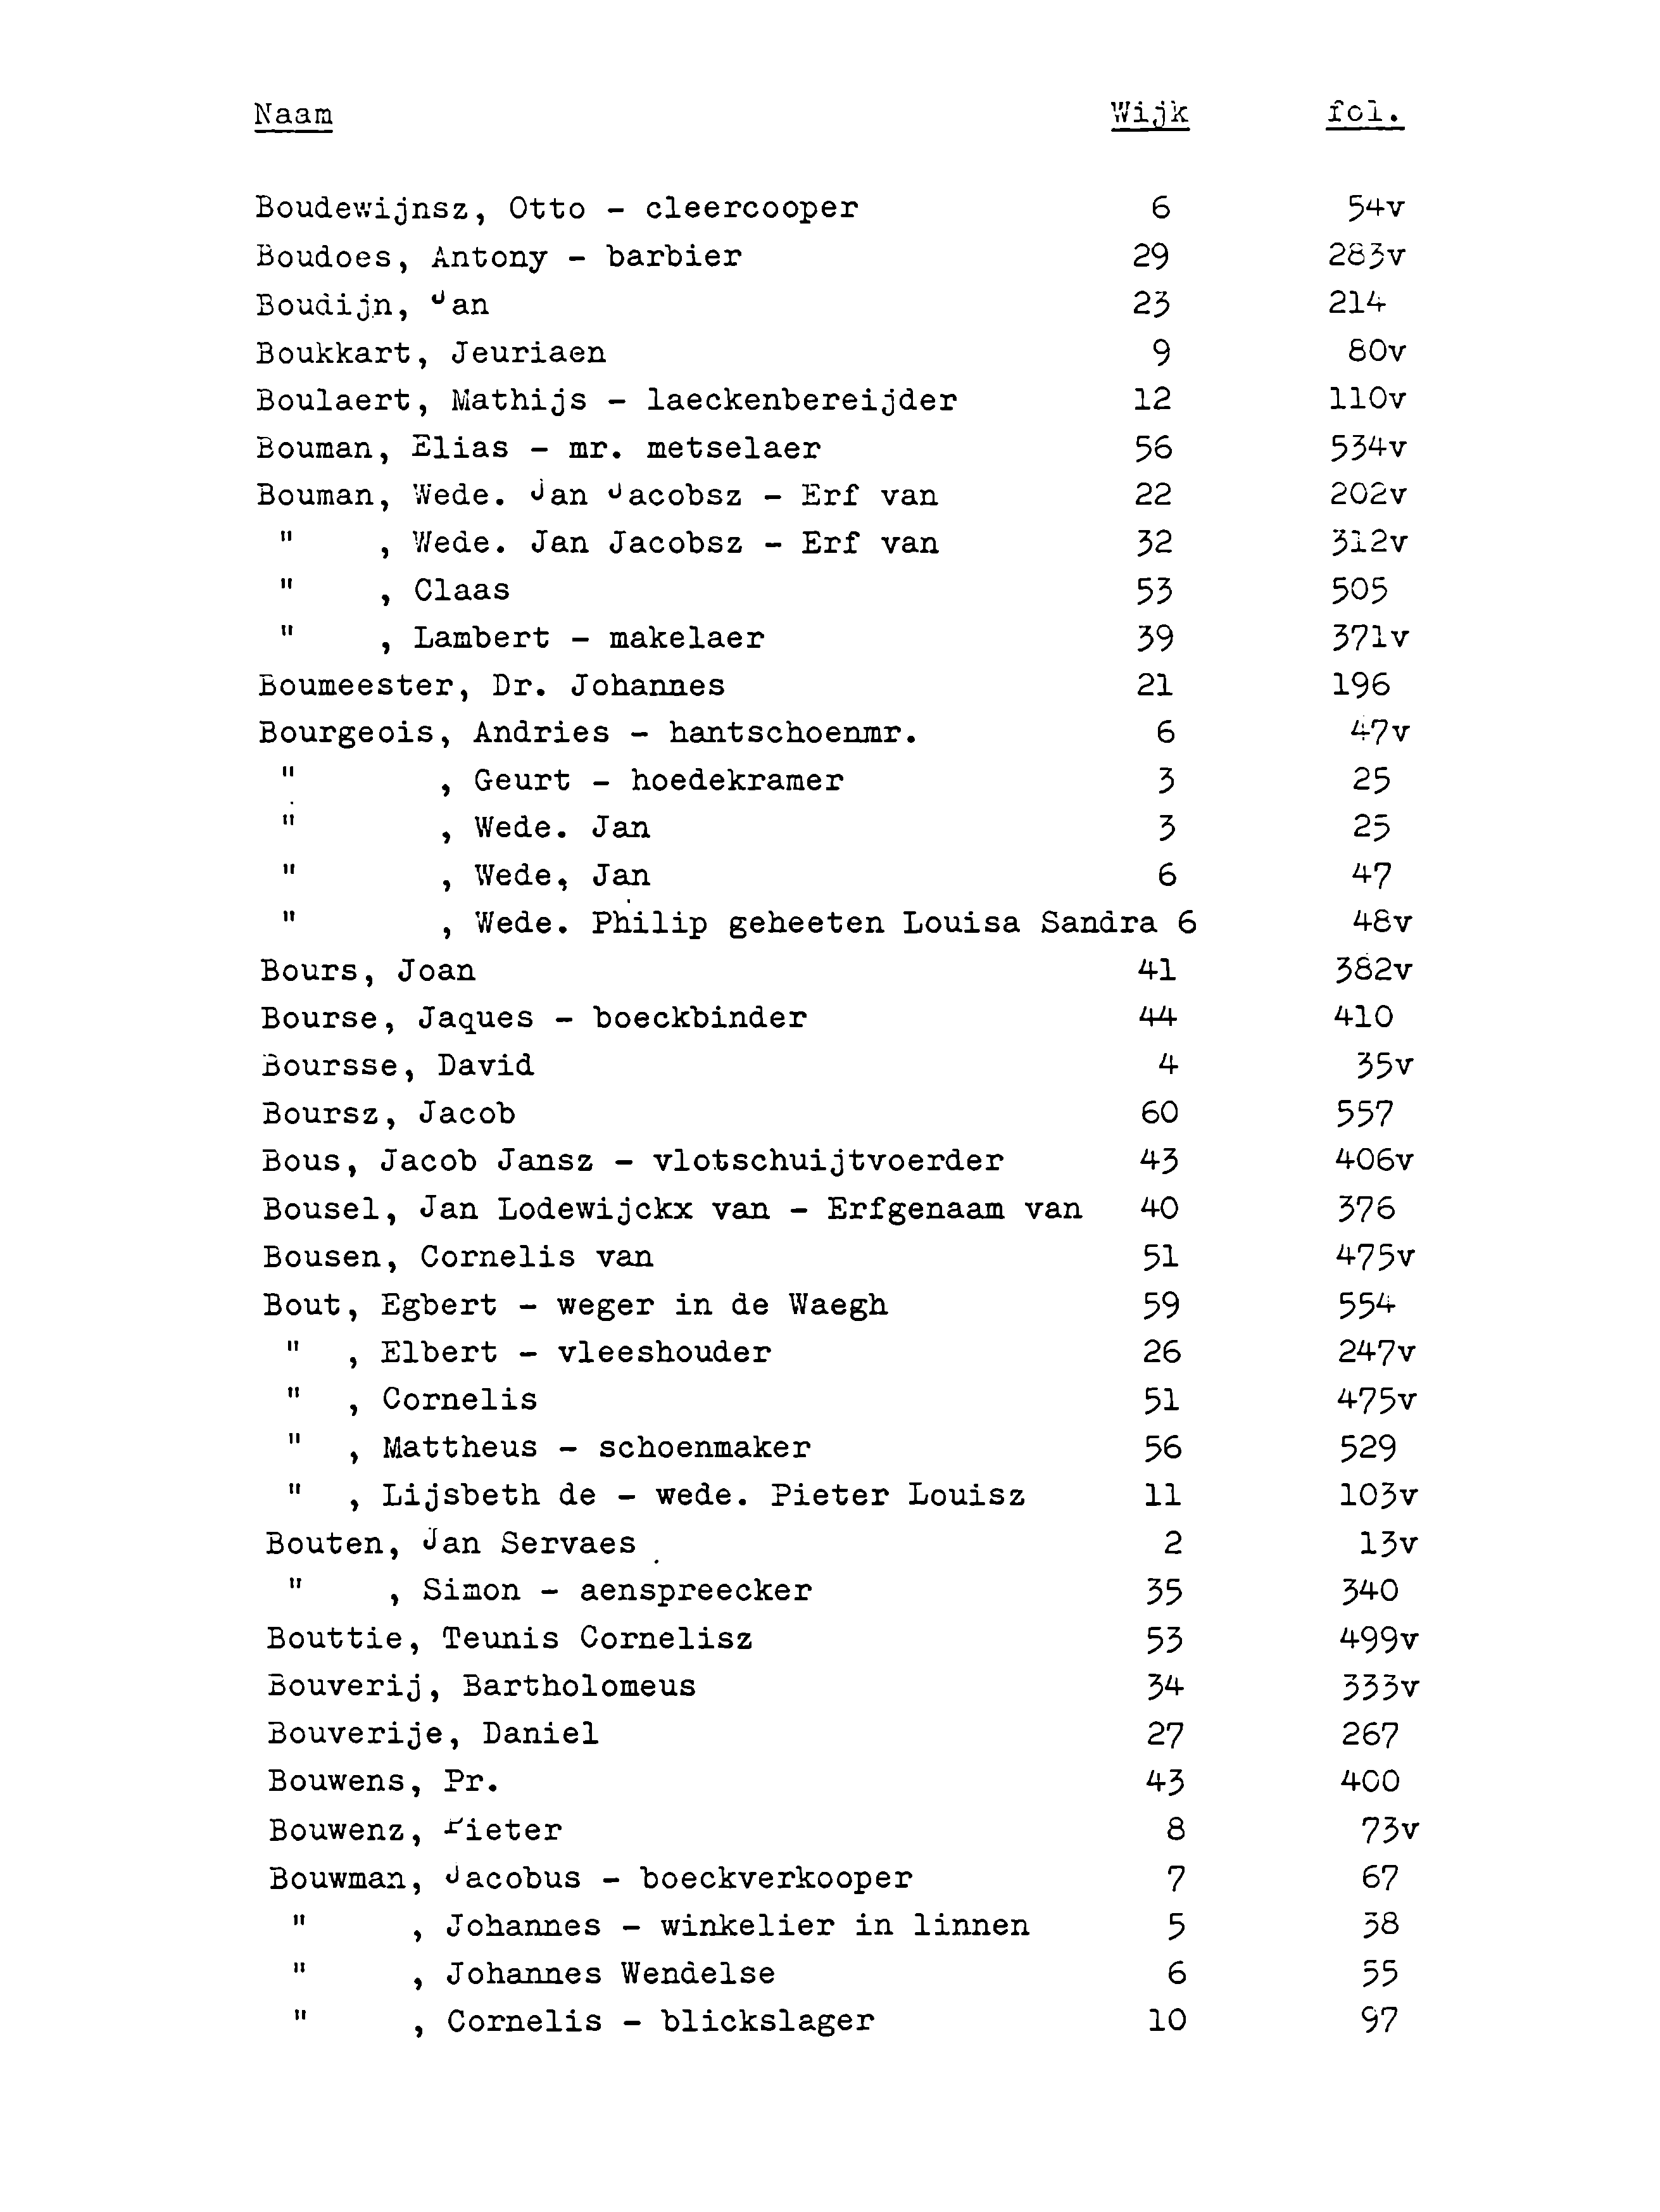 Naam Wijk fol.
Boudewijnsz, Otto - cleercooper 6 54v
Boudoes, Antony - barbier 29 283v
Boudijn, Jan 23 214
Boukkart, Jeuriaen 9 80v
Boulaert, Mathijs - laeckenbereijder 12 110v
Bouman, Elias - mr. metselaer 56 534v
Bouman, Wede. Jan Jacobsz - Erf van 22 202v
" , Wede. Jan Jacobsz - Erf van 32 312v
" , Claas 53 505
" , Lambert - makelaer 39 371v
Boumeester, Dr. Johannes 21 196
Bourgeois, Andries - hantschoenmr. 6 47v
" , Geurt - hoedekramer 3 25
" , Wede. Jan 3 25
" , Wede, Jan 6 47
" , Wede. Philip geheeten Louisa Sandra 6 48v
Bours, Joan 41 382v
Bourse, Jaques - boeckbinder 44 410
Boursse, David 4 35v
Boursz, Jacob 60 557
Bous, Jacob Jansz - vlotschuijtvoerder 43 406v
Bousel, Jan Lodewijckx van - Erfgenaam van 40 376
Bousen, Cornelis van 51 475v
Bout, Egbert - weger in de Waegh 59 554
" , Elbert - vleeshouder 26 247v
" , Cornelis 51 475v
" , Mattheus - schoenmaker 56 529
" , Lijsbeth de - wede. Pieter Louisz 11 103v
Bouten, Jan Servaes 2 13v
" , Simon - aenspreecker 35 340
Bouttie, Teunis Cornelisz 53 499v
Bouverij, Bartholomeus 34 333v
Bouverije, Daniel 27 267
Bouwens, Pr. 43 400
Bouwenz, Pieter 8 73v
Bouwman, Jacobus - boeckverkooper 7 67
" , Johannes - winkelier in linnen 5 38
" , Johannes Wendelse 6 55
" , Cornelis - blickslager 10 97